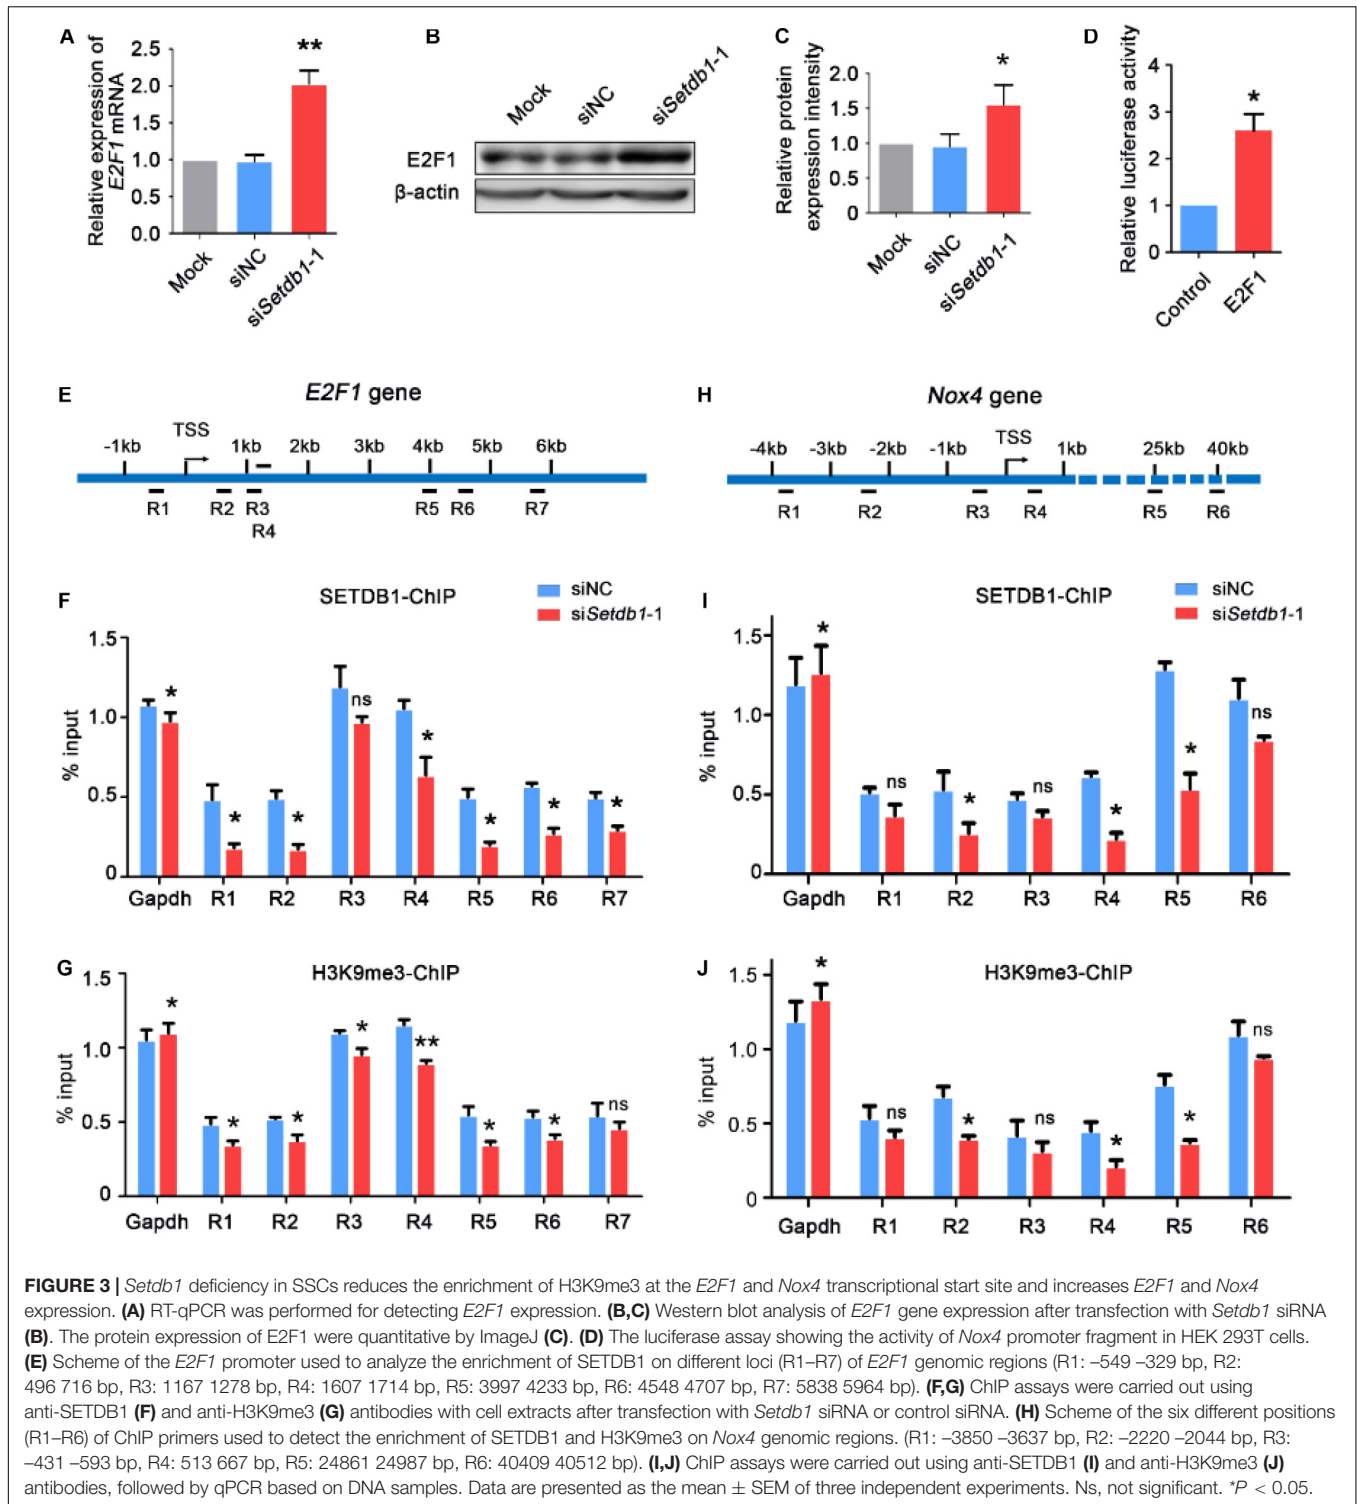 A
Relative expression of
E2F1 mRNA
2.5
2.0
1.5
1.0
0.5
0.0
**
Mock
siNC
siSetdb1-1
B
Mock
siNC
siSetdb1-1
E2F1
β-actin
C
Relative protein
expression intensity
2.0
1.5
1.0
0.5
0
*
Mock
siNC
siSetdb1-1
D
Relative luciferase activity
4
3
2
1
0
*
Control
E2F1
E
E2F1 gene
-1kb TSS 1kb 2kb 3kb 4kb 5kb 6kb
R1 R2 R3 R5 R6 R7
R4
H
Nox4 gene
-4kb -3kb -2kb -1kb TSS 1kb 25kb 40kb
R1 R2 R3 R4 R5 R6
F
SETDB1-ChIP
siNC
siSetdb1-1
% input
1.5
1.0
0.5
0
* * * ns * * * *
Gapdh R1 R2 R3 R4 R5 R6 R7
I
SETDB1-ChIP
siNC
siSetdb1-1
% input
1.5
1.0
0.5
0
* ns * ns * * ns
Gapdh R1 R2 R3 R4 R5 R6
G
H3K9me3-ChIP
% input
1.5
1.0
0.5
0
* * * * ** * * ns
Gapdh R1 R2 R3 R4 R5 R6 R7
J
H3K9me3-ChIP
% input
1.5
1.0
0.5
0
* ns * ns * * ns
Gapdh R1 R2 R3 R4 R5 R6
FIGURE 3 | Setdb1 deficiency in SSCs reduces the enrichment of H3K9me3 at the E2F1 and Nox4 transcriptional start site and increases E2F1 and Nox4
expression. (A) RT-qPCR was performed for detecting E2F1 expression. (B,C) Western blot analysis of E2F1 gene expression after transfection with Setdb1 siRNA
(B). The protein expression of E2F1 were quantitative by ImageJ (C). (D) The luciferase assay showing the activity of Nox4 promoter fragment in HEK 293T cells.
(E) Scheme of the E2F1 promoter used to analyze the enrichment of SETDB1 on different loci (R1–R7) of E2F1 genomic regions (R1: –549 –329 bp, R2:
496 716 bp, R3: 1167 1278 bp, R4: 1607 1714 bp, R5: 3997 4233 bp, R6: 4548 4707 bp, R7: 5838 5964 bp). (F,G) ChIP assays were carried out using
anti-SETDB1 (F) and anti-H3K9me3 (G) antibodies with cell extracts after transfection with Setdb1 siRNA or control siRNA. (H) Scheme of the six different positions
(R1–R6) of ChIP primers used to detect the enrichment of SETDB1 and H3K9me3 on Nox4 genomic regions. (R1: –3850 –3637 bp, R2: –2220 –2044 bp, R3:
–431 –593 bp, R4: 513 667 bp, R5: 24861 24987 bp, R6: 40409 40512 bp). (I,J) ChIP assays were carried out using anti-SETDB1 (I) and anti-H3K9me3 (J)
antibodies, followed by qPCR based on DNA samples. Data are presented as the mean ± SEM of three independent experiments. Ns, not significant. *P < 0.05.